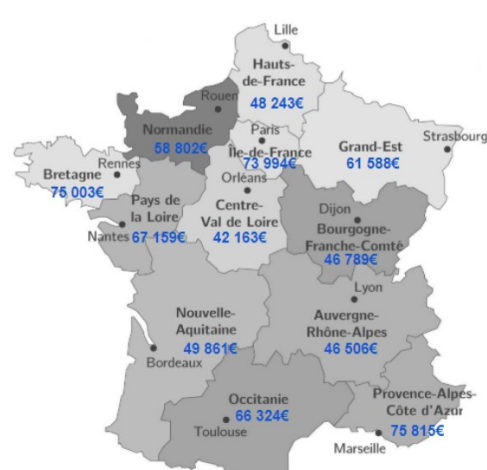 Lille
Hauts-
de-France
48 243€
Rouen
Normandie
58 802€
Paris
Île-de-France
73 994€
Grand-Est
61 588€
Strasbourg
Rennes
Bretagne
75 003€
Pays de
la Loire
Nantes 67 159€
Orléans
Centre-
Val de Loire
42 163€
Dijon
Bourgogne-
Franche-Comté
46 789€
Lyon
Auvergne-
Rhône-Alpes
46 506€
Nouvelle-
Aquitaine
49 861€
Bordeaux
Occitanie
66 324€
Toulouse
Provence-Alpes-
Côte d'Azur
75 815€
Marseille